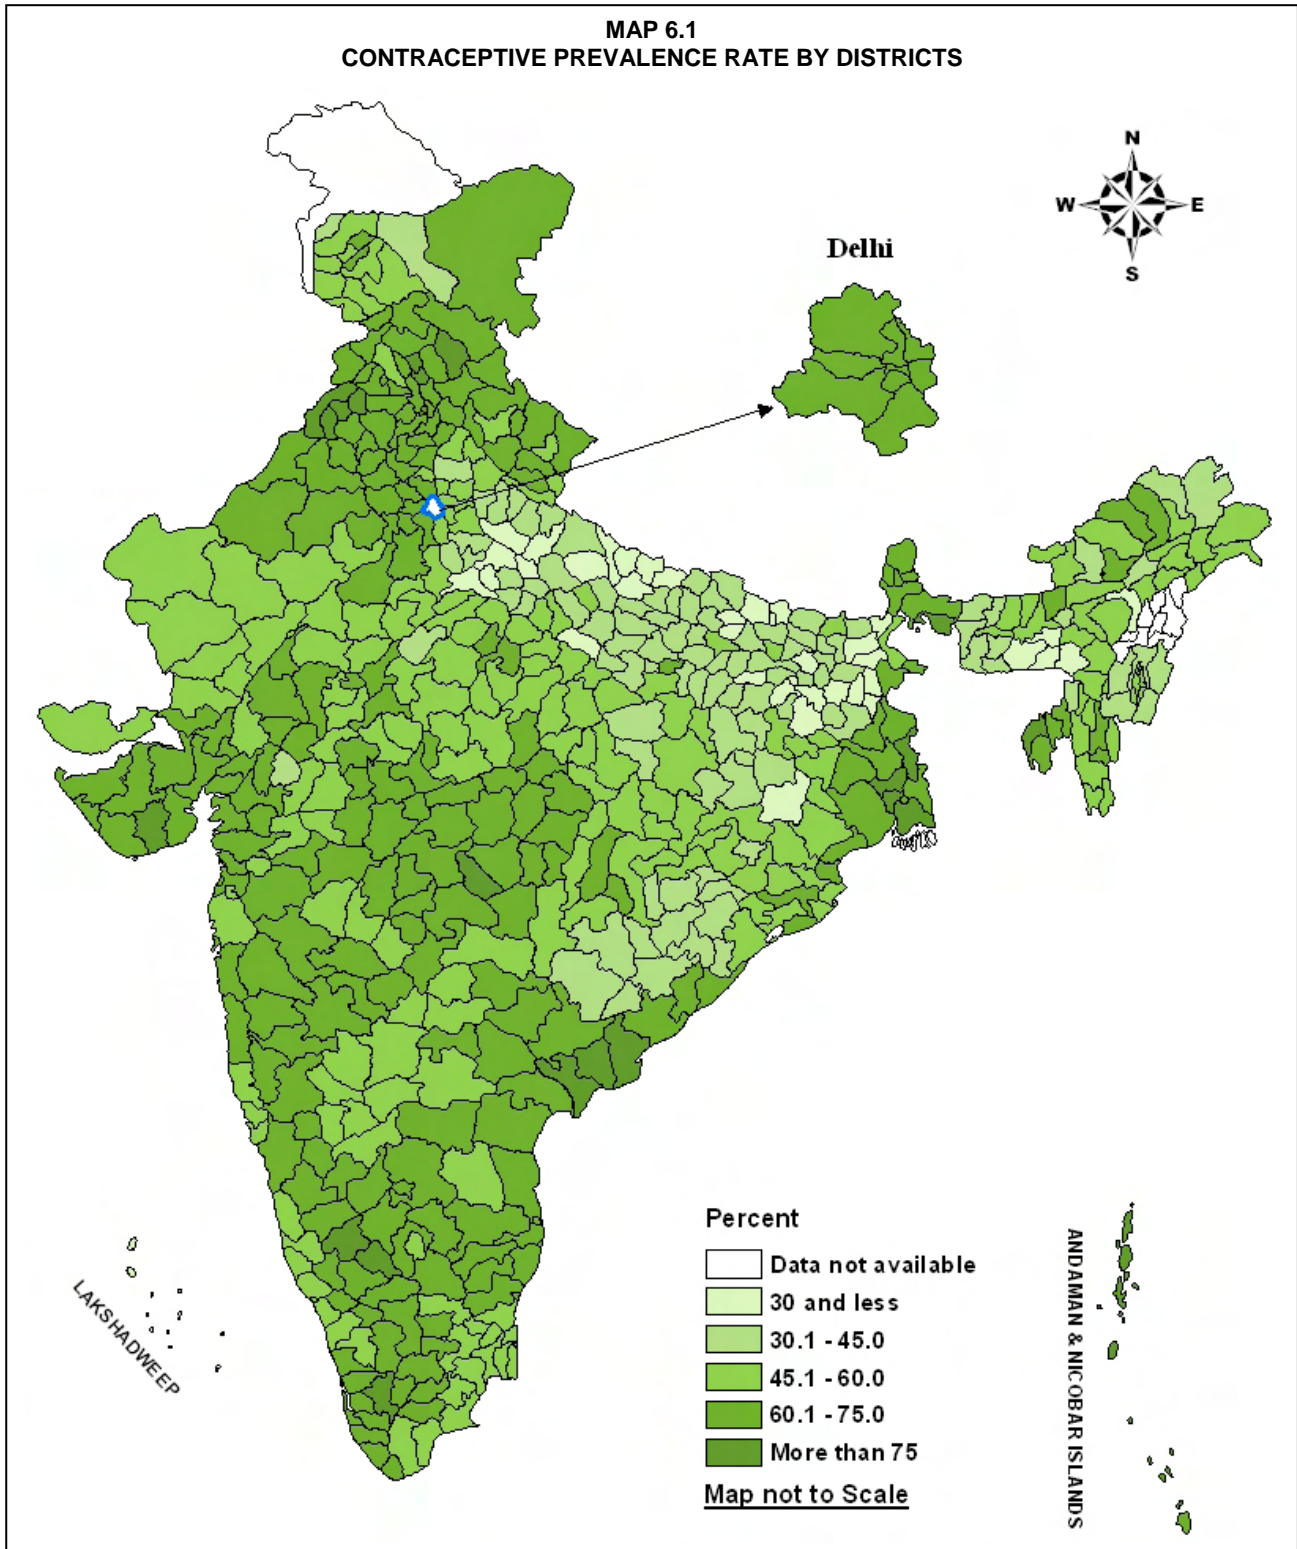 MAP 6.1
CONTRACEPTIVE PREVALENCE RATE BY DISTRICTS
N
W
E
S
Delhi
LAKSHADWEEP
ANDAMAN & NICOBAR ISLANDS
Percent
Data not available
30 and less
30.1 - 45.0
45.1 - 60.0
60.1 - 75.0
More than 75
Map not to Scale